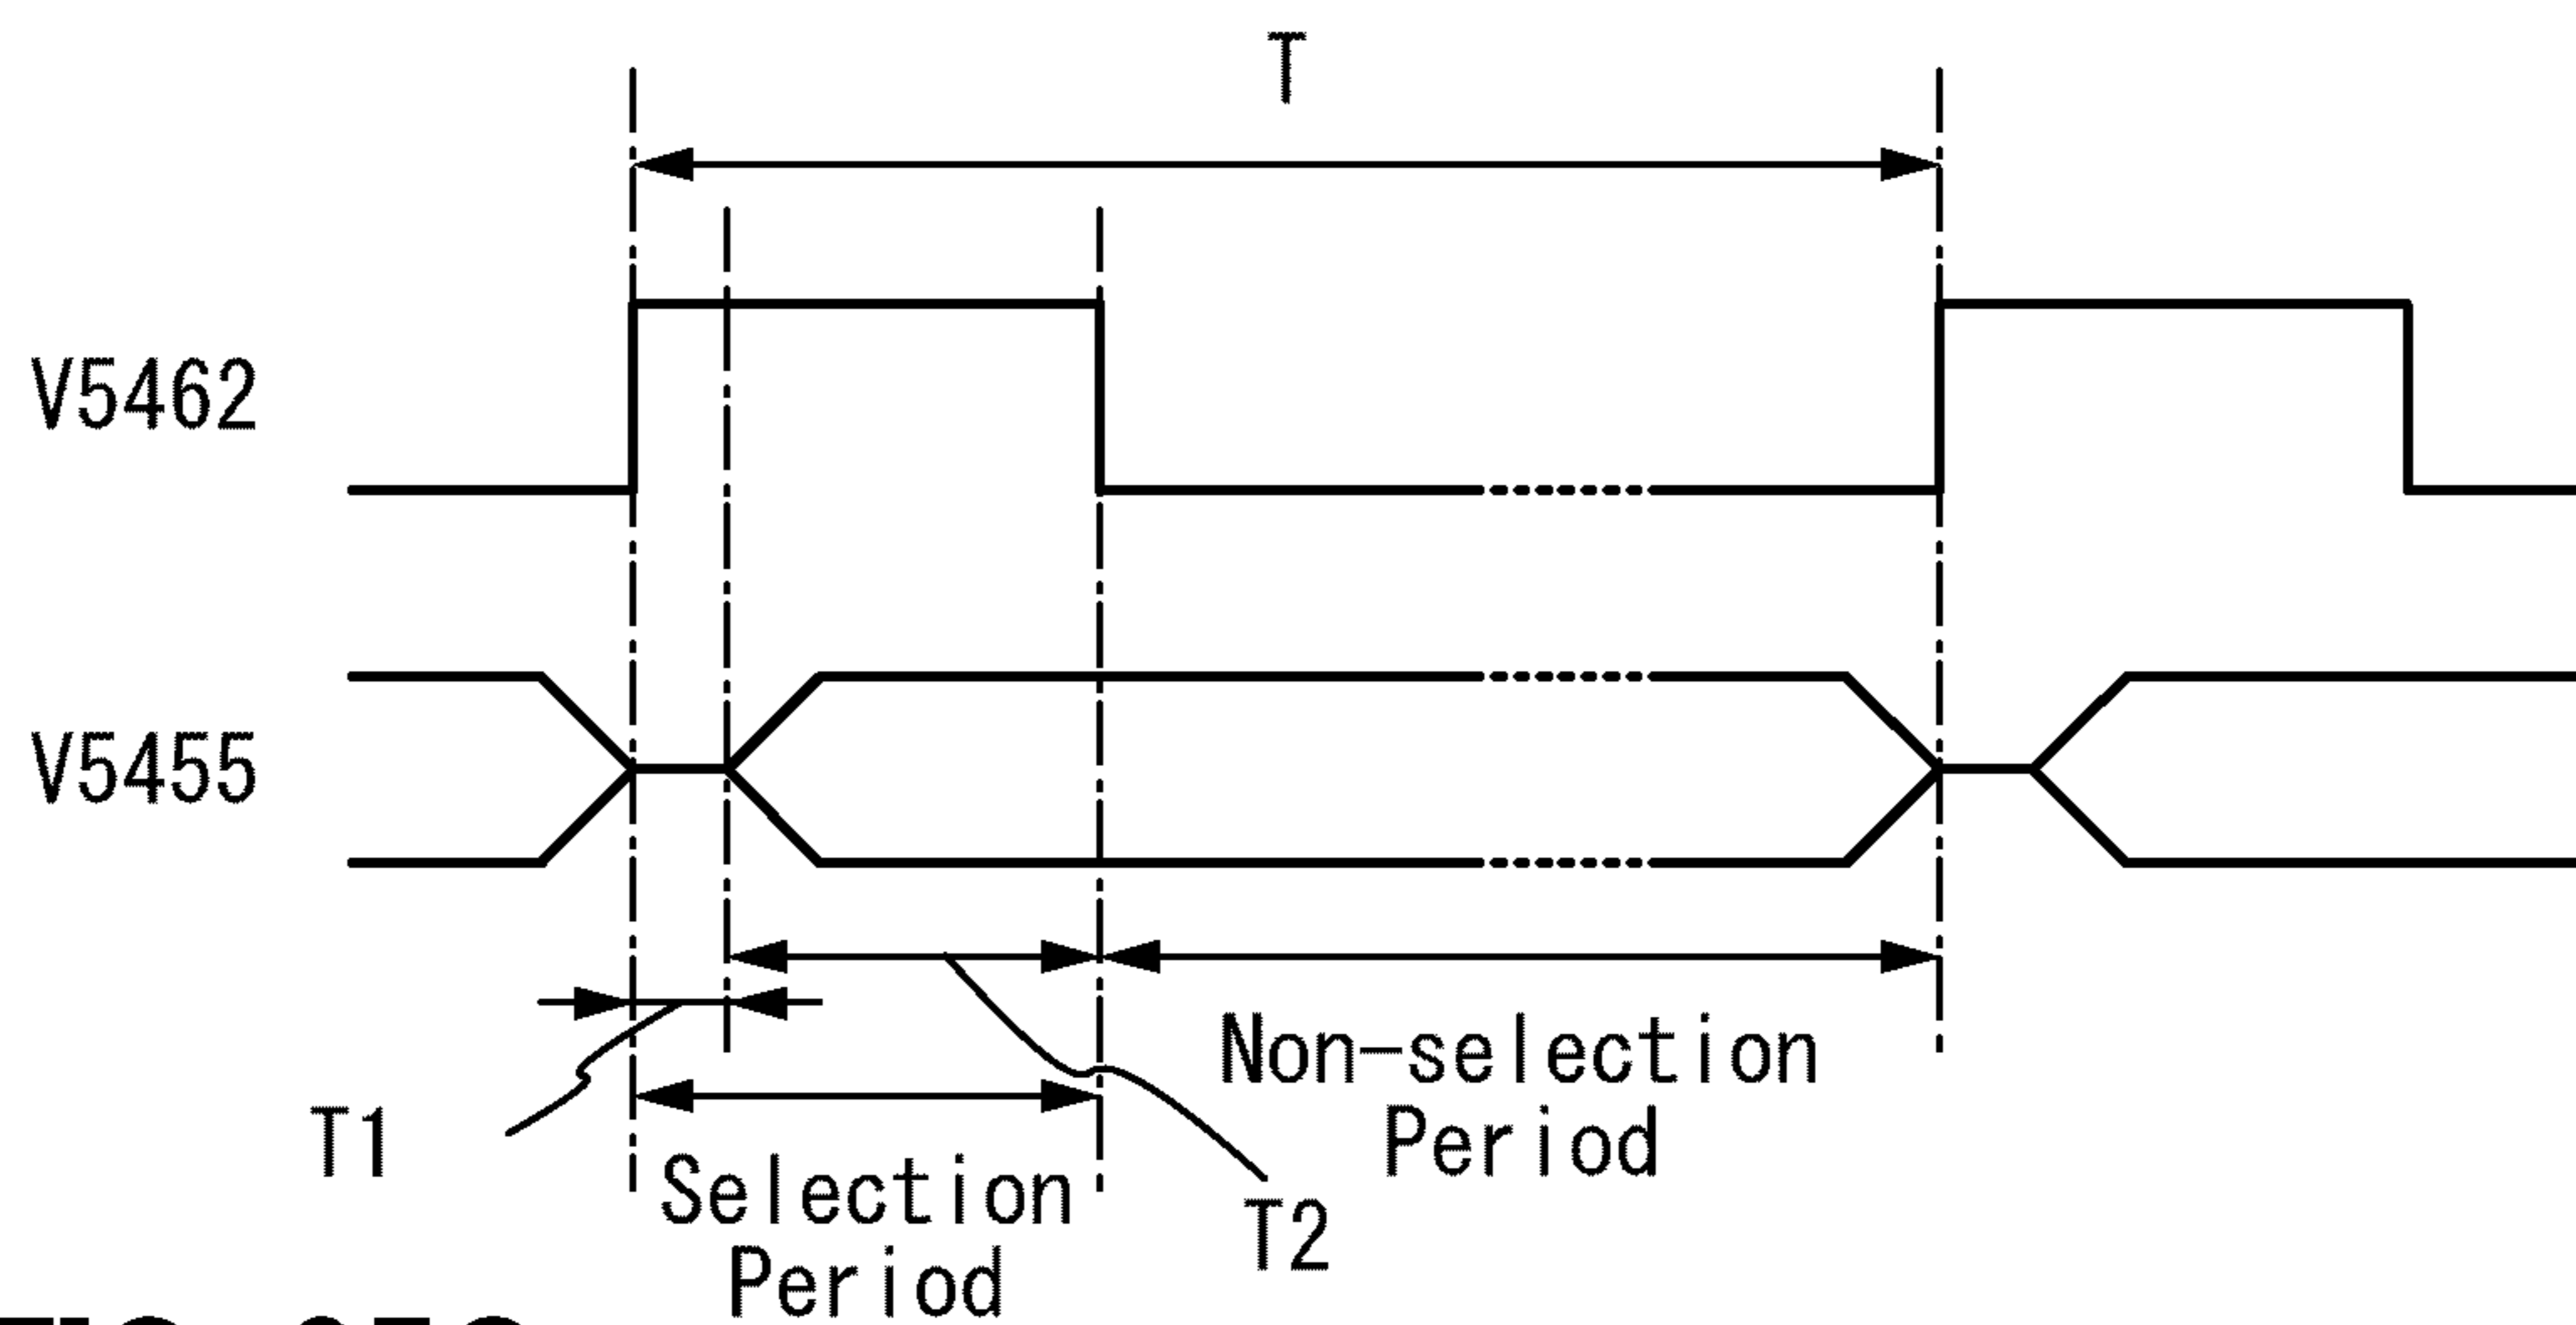 T
V5462
V5455
T1
Selection
Period
T2
Non-selection
Period